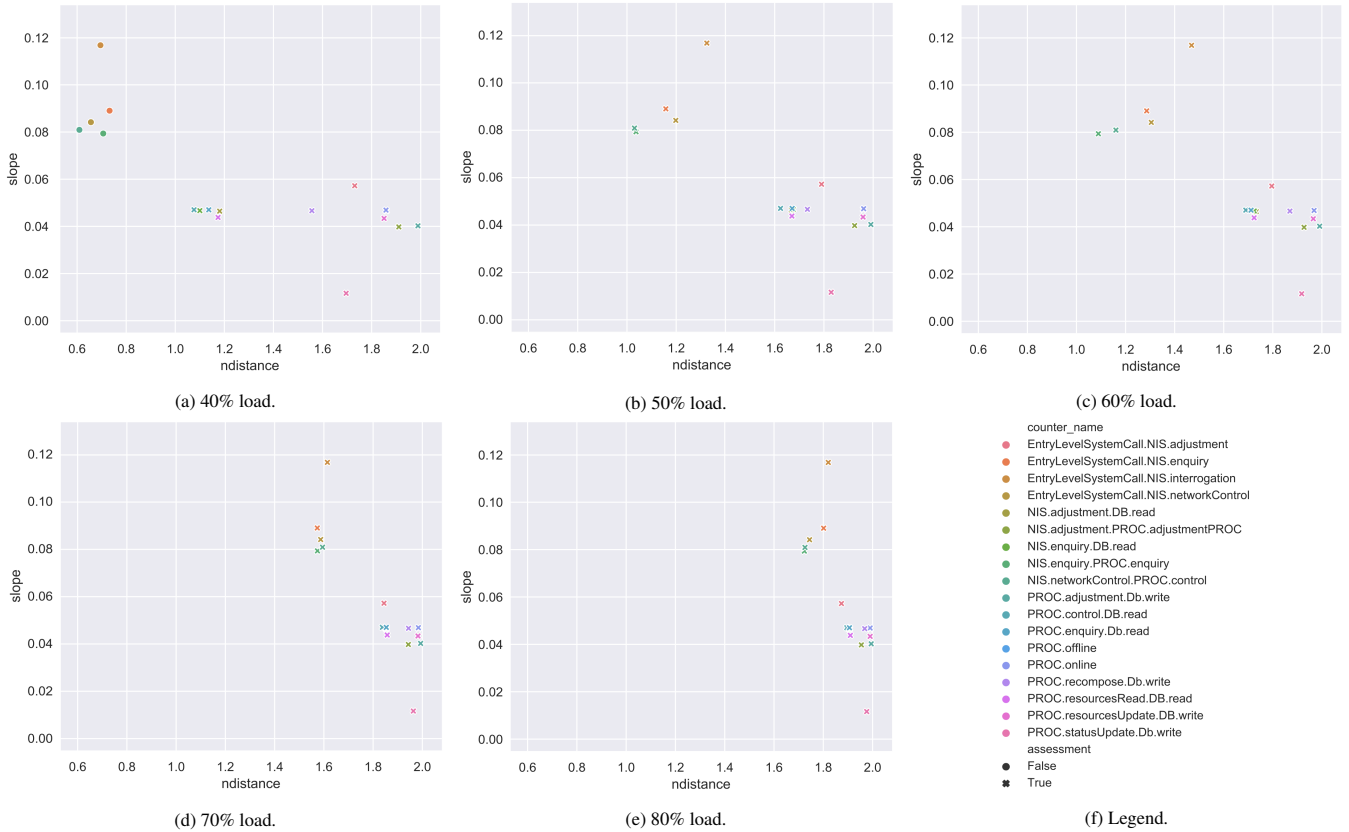 0.12
0.10
0.08
0.06
0.04
0.02
0.00
slope
0.6 0.8 1.0 1.2 1.4 1.6 1.8 2.0
ndistance
(a) 40% load.
0.12
0.10
0.08
0.06
0.04
0.02
0.00
slope
0.6 0.8 1.0 1.2 1.4 1.6 1.8 2.0
ndistance
(b) 50% load.
0.12
0.10
0.08
0.06
0.04
0.02
0.00
slope
0.6 0.8 1.0 1.2 1.4 1.6 1.8 2.0
ndistance
(c) 60% load.
0.12
0.10
0.08
0.06
0.04
0.02
0.00
slope
0.6 0.8 1.0 1.2 1.4 1.6 1.8 2.0
ndistance
(d) 70% load.
0.12
0.10
0.08
0.06
0.04
0.02
0.00
slope
0.6 0.8 1.0 1.2 1.4 1.6 1.8 2.0
ndistance
(e) 80% load.
counter_name
EntryLevelSystemCall.NIS.adjustment
EntryLevelSystemCall.NIS.enquiry
EntryLevelSystemCall.NIS.interrogation
EntryLevelSystemCall.NIS.networkControl
NIS.adjustment.DB.read
NIS.adjustment.PROC.adjustmentPROC
NIS.enquiry.DB.read
NIS.enquiry.PROC.enquiry
NIS.networkControl.PROC.control
PROC.adjustment.Db.write
PROC.control.DB.read
PROC.enquiry.Db.read
PROC.offline
PROC.online
PROC.recompose.Db.write
PROC.resourcesRead.DB.read
PROC.resourcesUpdate.DB.write
PROC.statusUpdate.Db.write
assessment
False
True
(f) Legend.